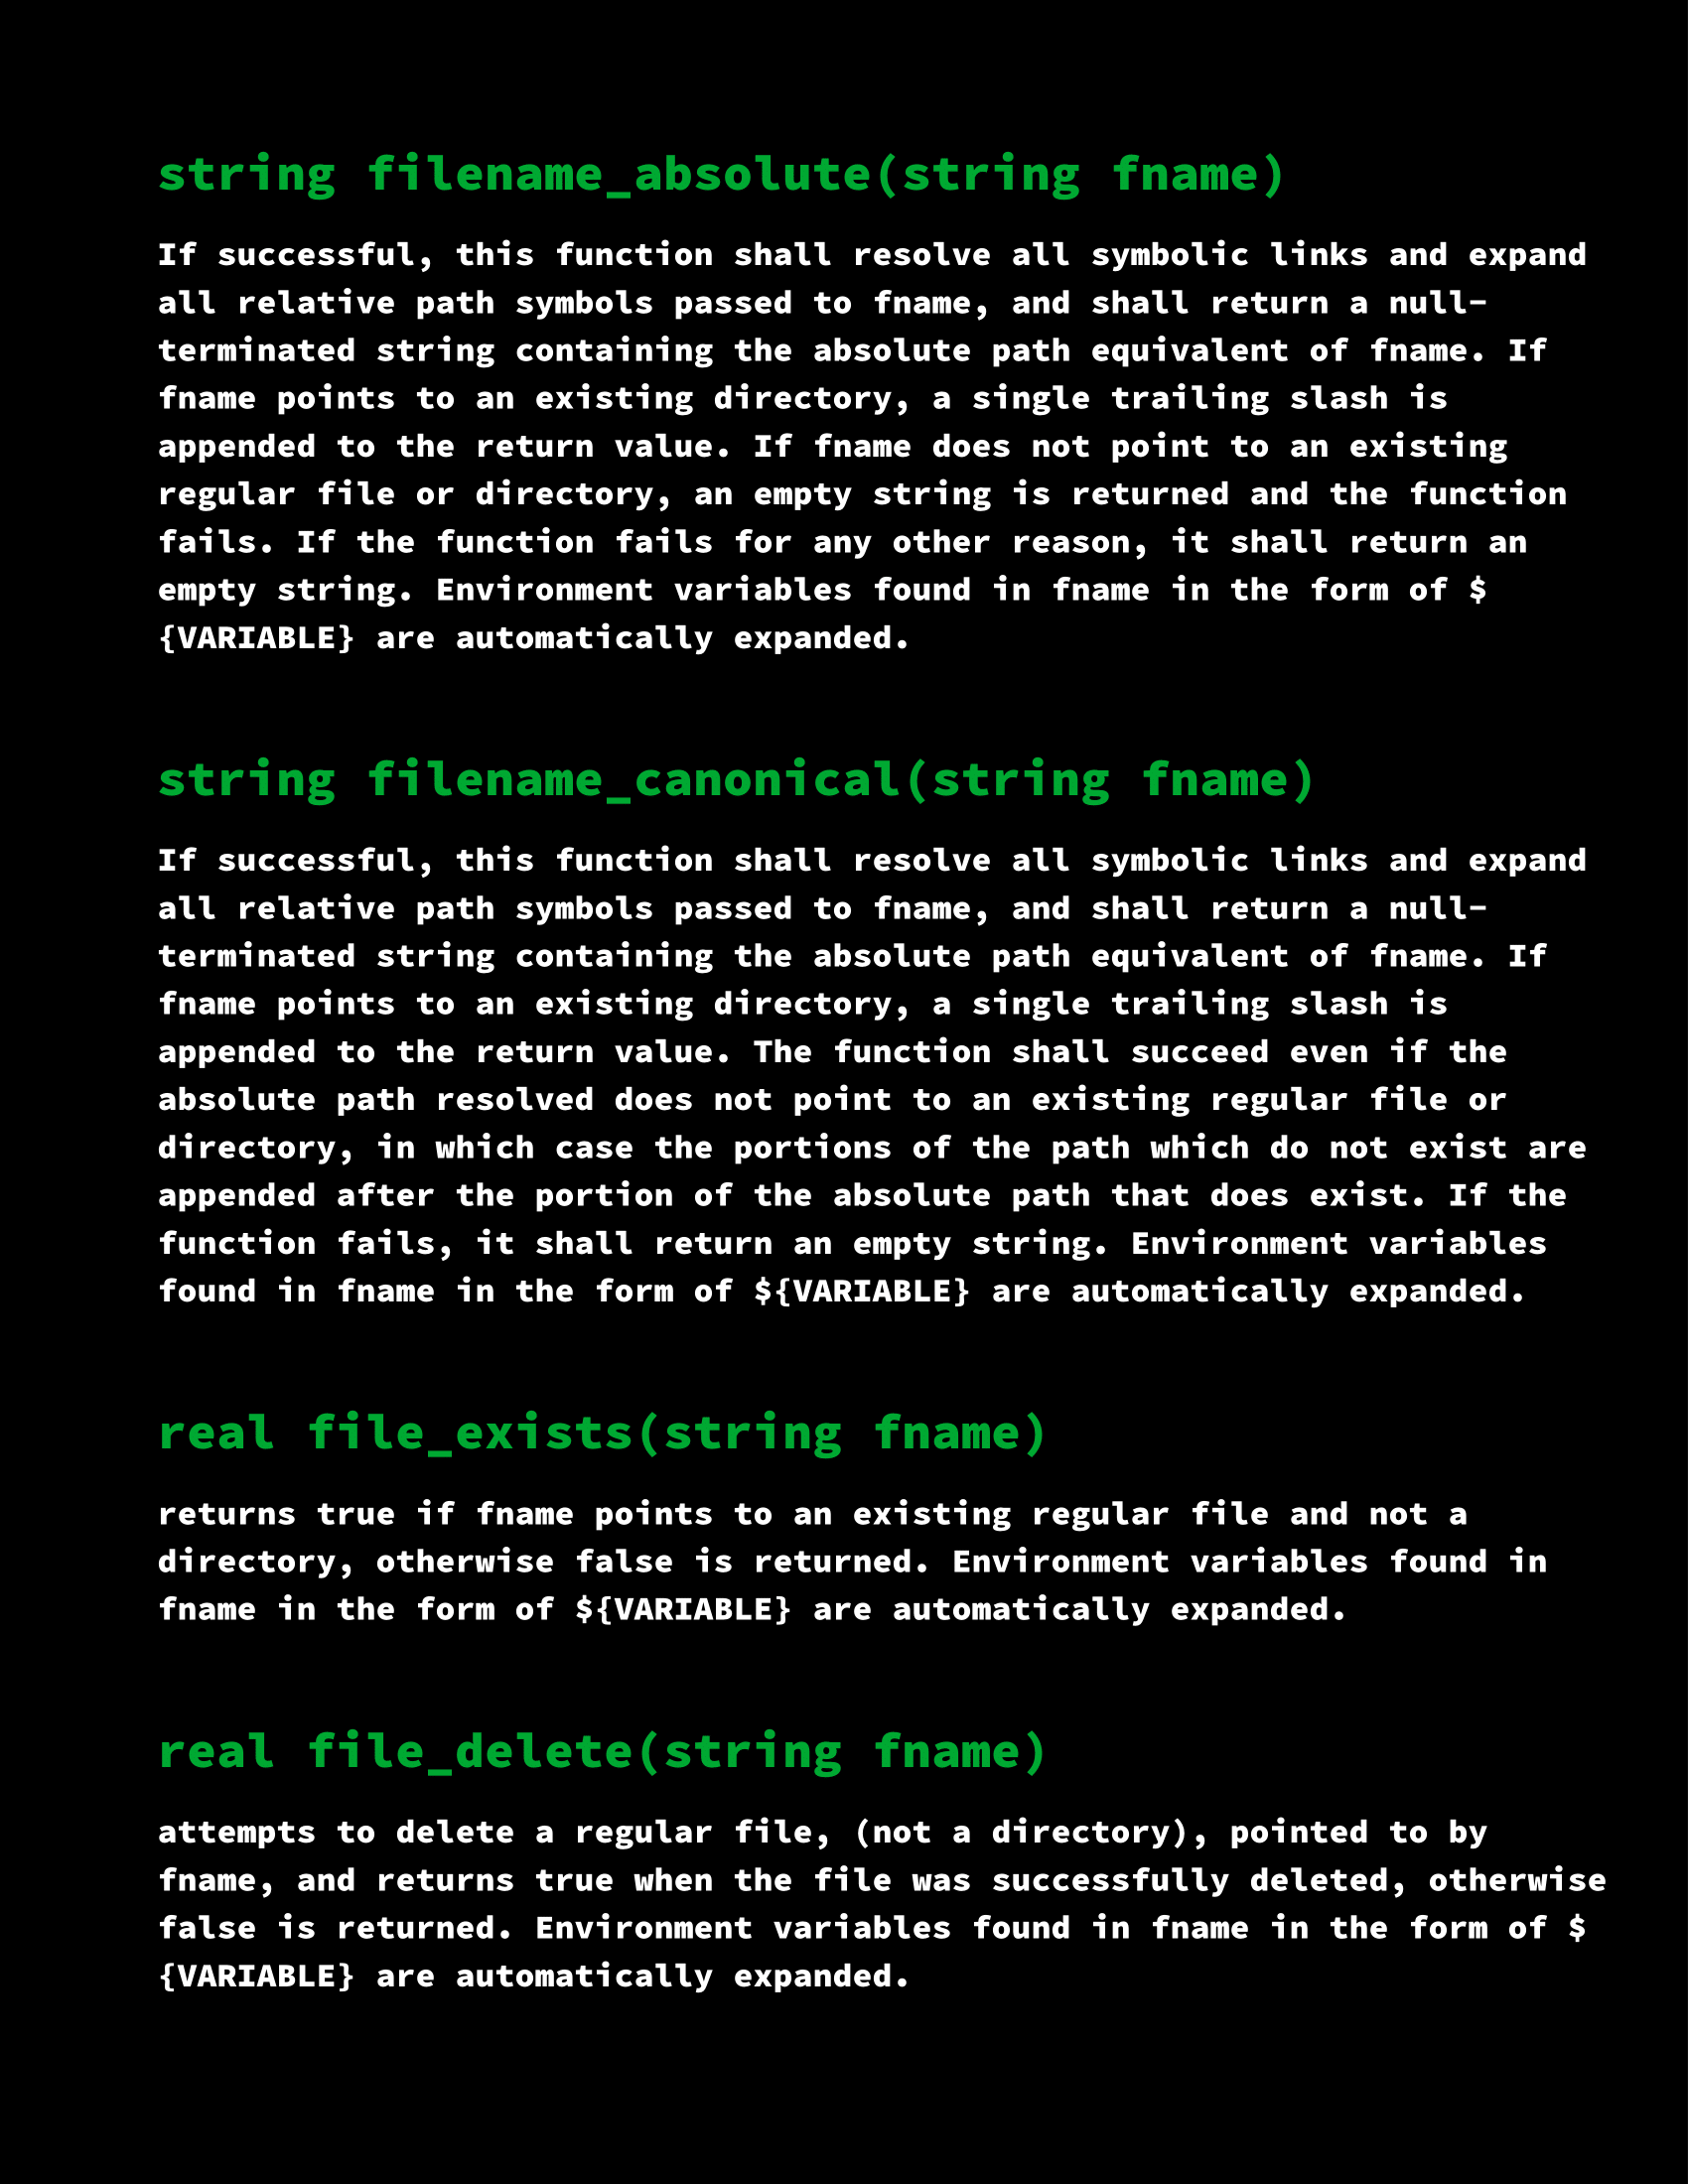 string filename_absolute(string fname)
If successful, this function shall resolve all symbolic links and expand
all relative path symbols passed to fname, and shall return a null-
terminated string containing the absolute path equivalent of fname. If
fname points to an existing directory, a single trailing slash is
appended to the return value. If fname does not point to an existing
regular file or directory, an empty string is returned and the function
fails. If the function fails for any other reason, it shall return an
empty string. Environment variables found in fname in the form of $
{VARIABLE} are automatically expanded.
string filename_canonical(string fname)
If successful, this function shall resolve all symbolic links and expand
all relative path symbols passed to fname, and shall return a null-
terminated string containing the absolute path equivalent of fname. If
fname points to an existing directory, a single trailing slash is
appended to the return value. The function shall succeed even if the
absolute path resolved does not point to an existing regular file or
directory, in which case the portions of the path which do not exist are
appended after the portion of the absolute path that does exist. If the
function fails, it shall return an empty string. Environment variables
found in fname in the form of ${VARIABLE} are automatically expanded.
real file_exists(string fname)
returns true if fname points to an existing regular file and not a
directory, otherwise false is returned. Environment variables found in
fname in the form of ${VARIABLE} are automatically expanded.
real file_delete(string fname)
attempts to delete a regular file, (not a directory), pointed to by
fname, and returns true when the file was successfully deleted, otherwise
false is returned. Environment variables found in fname in the form of $
{VARIABLE} are automatically expanded.